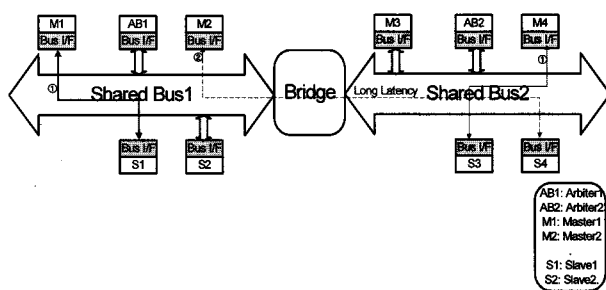 M1 AB1 M2 M3 AB2 M4
Bus I/F Bus I/F Bus I/F Bus I/F Bus I/F Bus I/F
② ①
①
Shared Bus1 Bridge Long Latency Shared Bus2
Bus I/F Bus I/F Bus I/F Bus I/F
S1 S2 S3 S4
AB1: Arbiter1
AB2: Arbiter2
M1: Master1
M2: Master2
S1: Slave1
S2: Slave2.